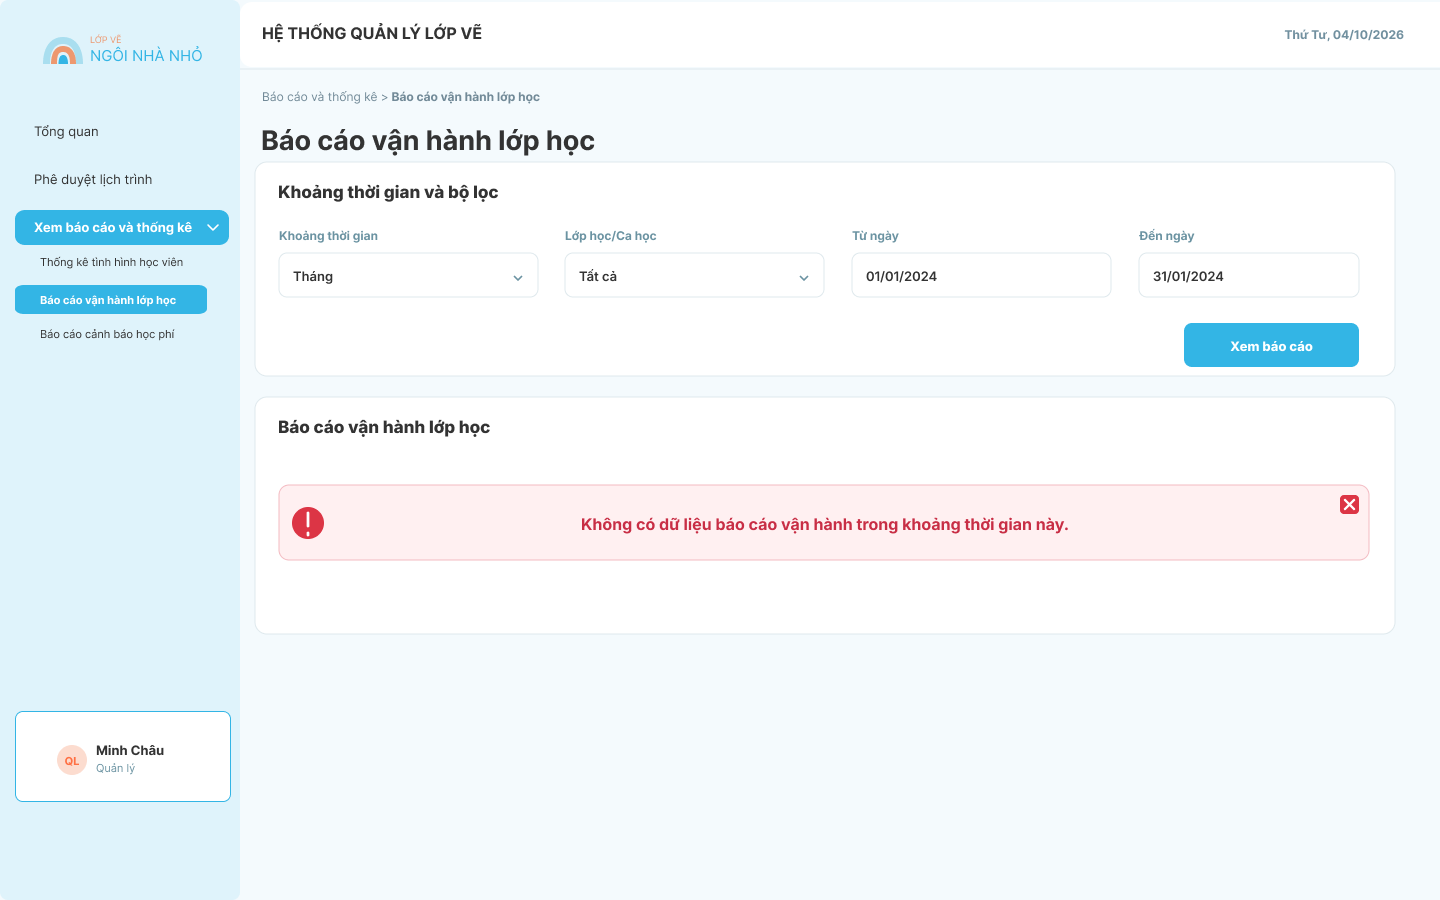 LỚP VẼ
NGÔI NHÀ NHỎ
Tổng quan
Phê duyệt lịch trình
Xem báo cáo và thống kê
Thống kê tình hình học viên
Báo cáo vận hành lớp học
Báo cáo cảnh báo học phí
QL
Minh Châu
Quản lý
HỆ THỐNG QUẢN LÝ LỚP VẼ
Thứ Tư, 04/10/2026
Báo cáo và thống kê > Báo cáo vận hành lớp học
Báo cáo vận hành lớp học
Khoảng thời gian và bộ lọc
Khoảng thời gian
Lớp học/Ca học
Từ ngày
Đến ngày
Tháng
Tất cả
01/01/2024
31/01/2024
Xem báo cáo
Báo cáo vận hành lớp học
Không có dữ liệu báo cáo vận hành trong khoảng thời gian này.